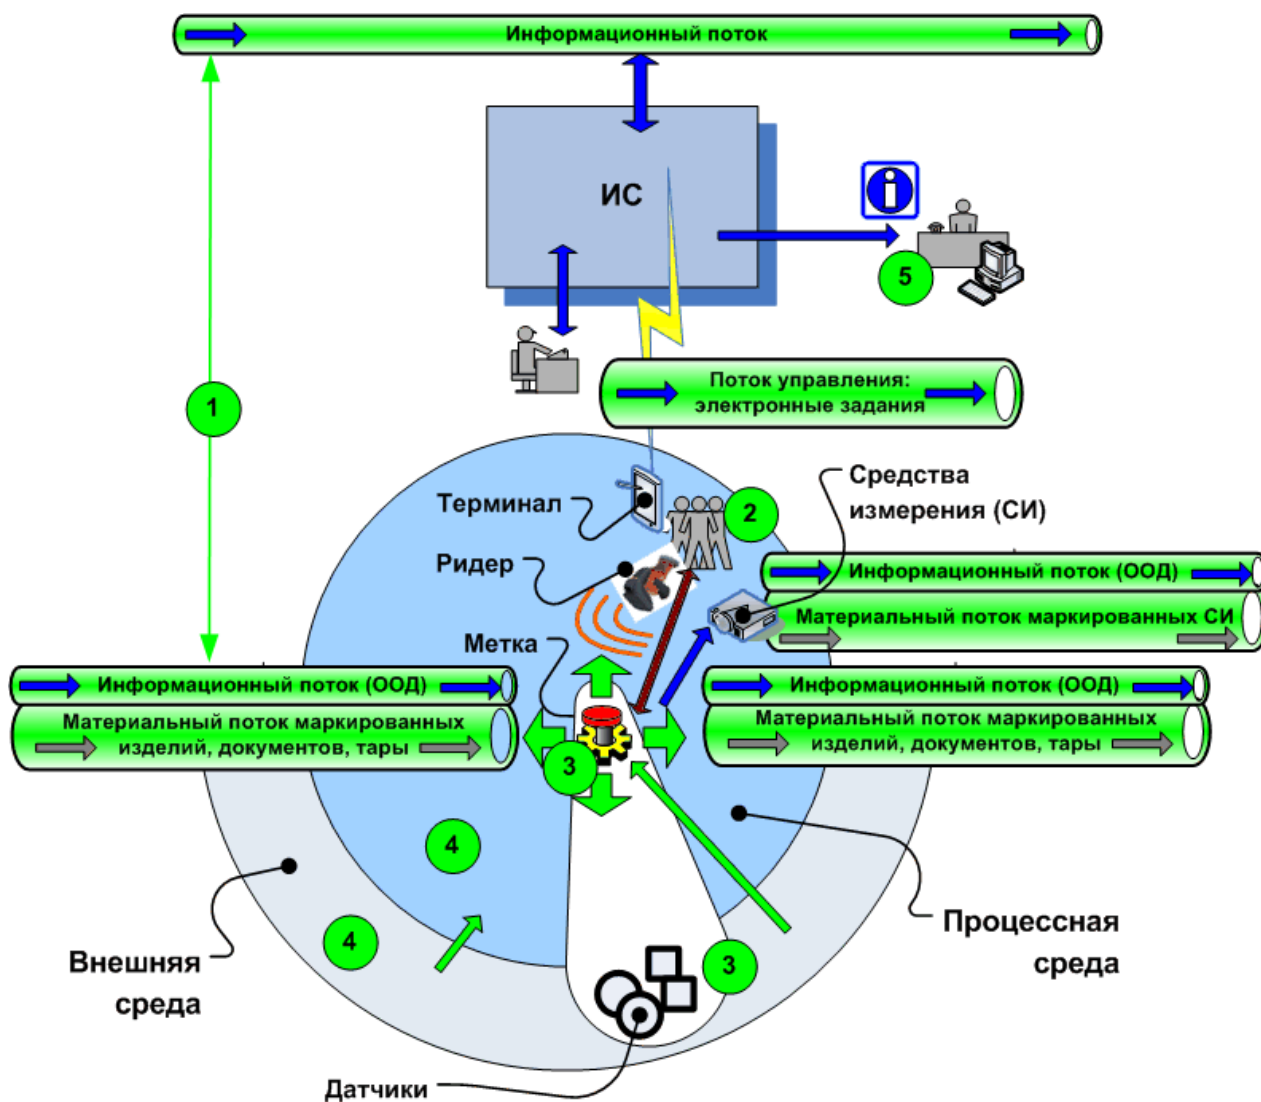 Информационный поток
ИС
5
Поток управления:
электронные задания
1
Терминал
2
Средства
измерения (СИ)
Ридер
Информационный поток (ООД)
Материальный поток маркированных СИ
Метка
Информационный поток (ООД)
Материальный поток маркированных
изделий, документов, тары
Информационный поток (ООД)
Материальный поток маркированных
изделий, документов, тары
3
4
4
3
Внешняя
среда
Процессная
среда
Датчики